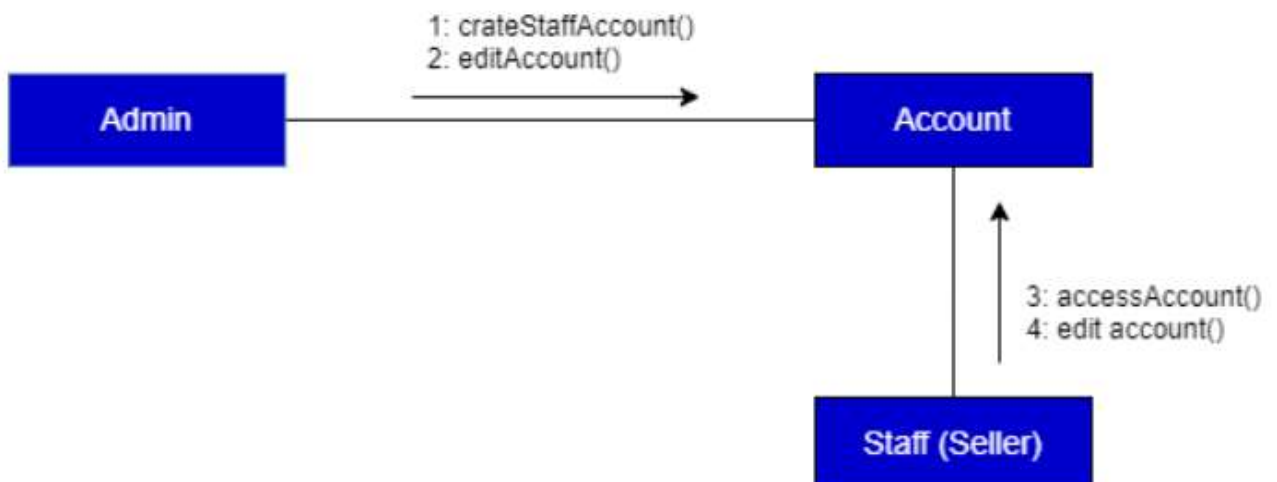 1: crateStaffAccount()
2: editAccount()
Admin
Account
3: accessAccount()
4: edit account()
Staff (Seller)